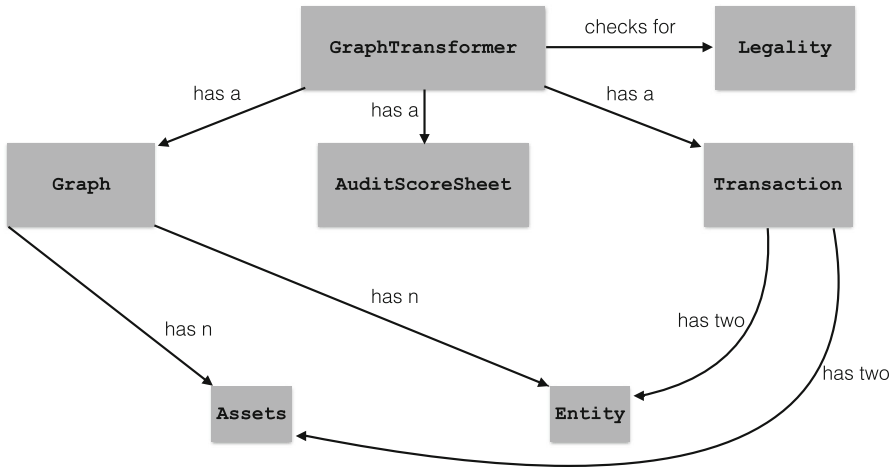 checks for
GraphTransformer
Legality
has a
has a
has a
Graph
AuditScoreSheet
Transaction
has n
has n
has two
has two
Assets
Entity